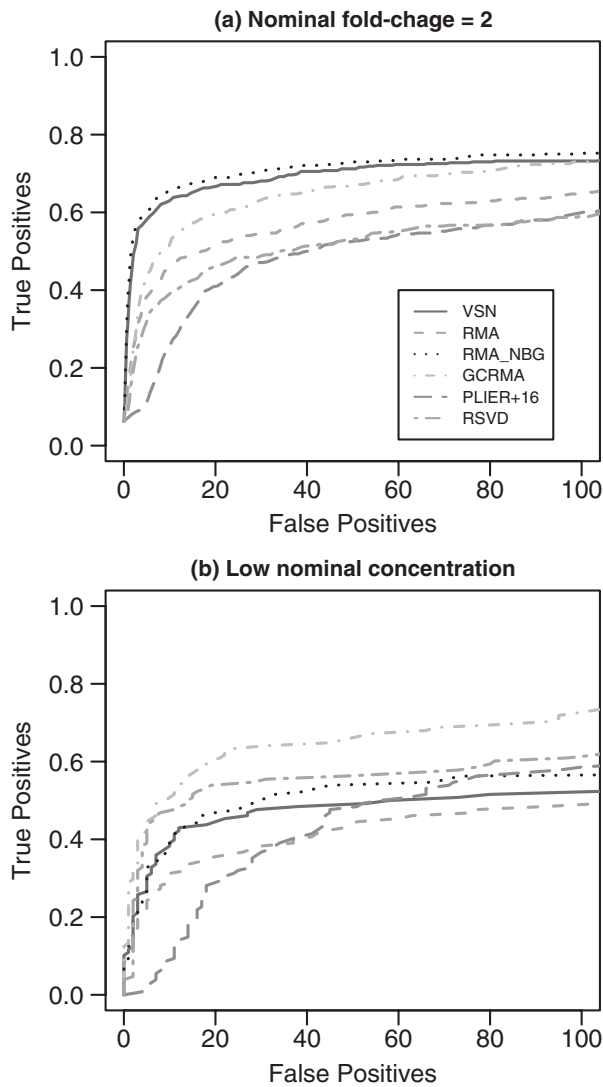 (a) Nominal fold-chage = 2
True Positives
1.0
0.8
0.6
0.4
0.2
0.0
VSN
RMA
RMA_NBG
GCRMA
PLIER+16
RSVD
0 20 40 60 80 100
False Positives
(b) Low nominal concentration
True Positives
1.0
0.8
0.6
0.4
0.2
0.0
0 20 40 60 80 100
False Positives